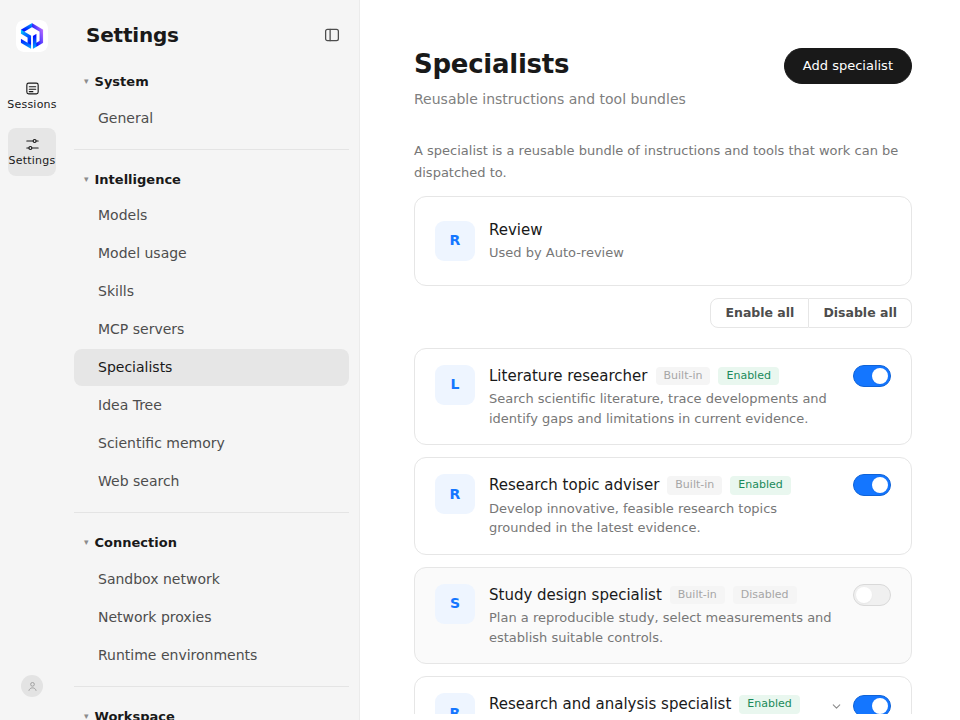 Settings
Sessions
Settings
System
General
Intelligence
Models
Model usage
Skills
MCP servers
Specialists
Idea Tree
Scientific memory
Web search
Connection
Sandbox network
Network proxies
Runtime environments
Workspace
Specialists
Add specialist
Reusable instructions and tool bundles
A specialist is a reusable bundle of instructions and tools that work can be
dispatched to.
R
Review
Used by Auto-review
Enable all
Disable all
L
Literature researcher Built-in Enabled
Search scientific literature, trace developments and
identify gaps and limitations in current evidence.
R
Research topic adviser Built-in Enabled
Develop innovative, feasible research topics
grounded in the latest evidence.
S
Study design specialist Built-in Disabled
Plan a reproducible study, select measurements and
establish suitable controls.
R
Research and analysis specialist Enabled